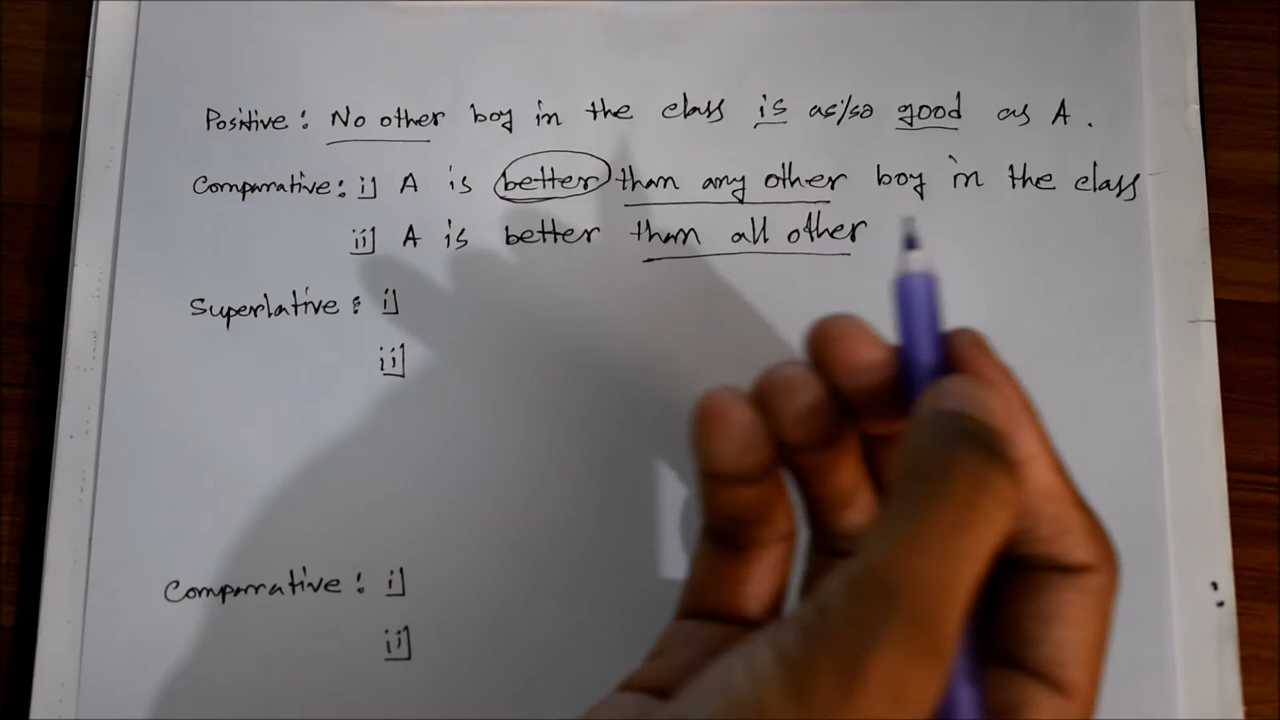 Positive: No other boy in the class is as/so good as A.
Comparative: i] A is better than any other boy in the class
ii] A is better than all other
Superlative: i]
ii]
Comparative: i]
ii]